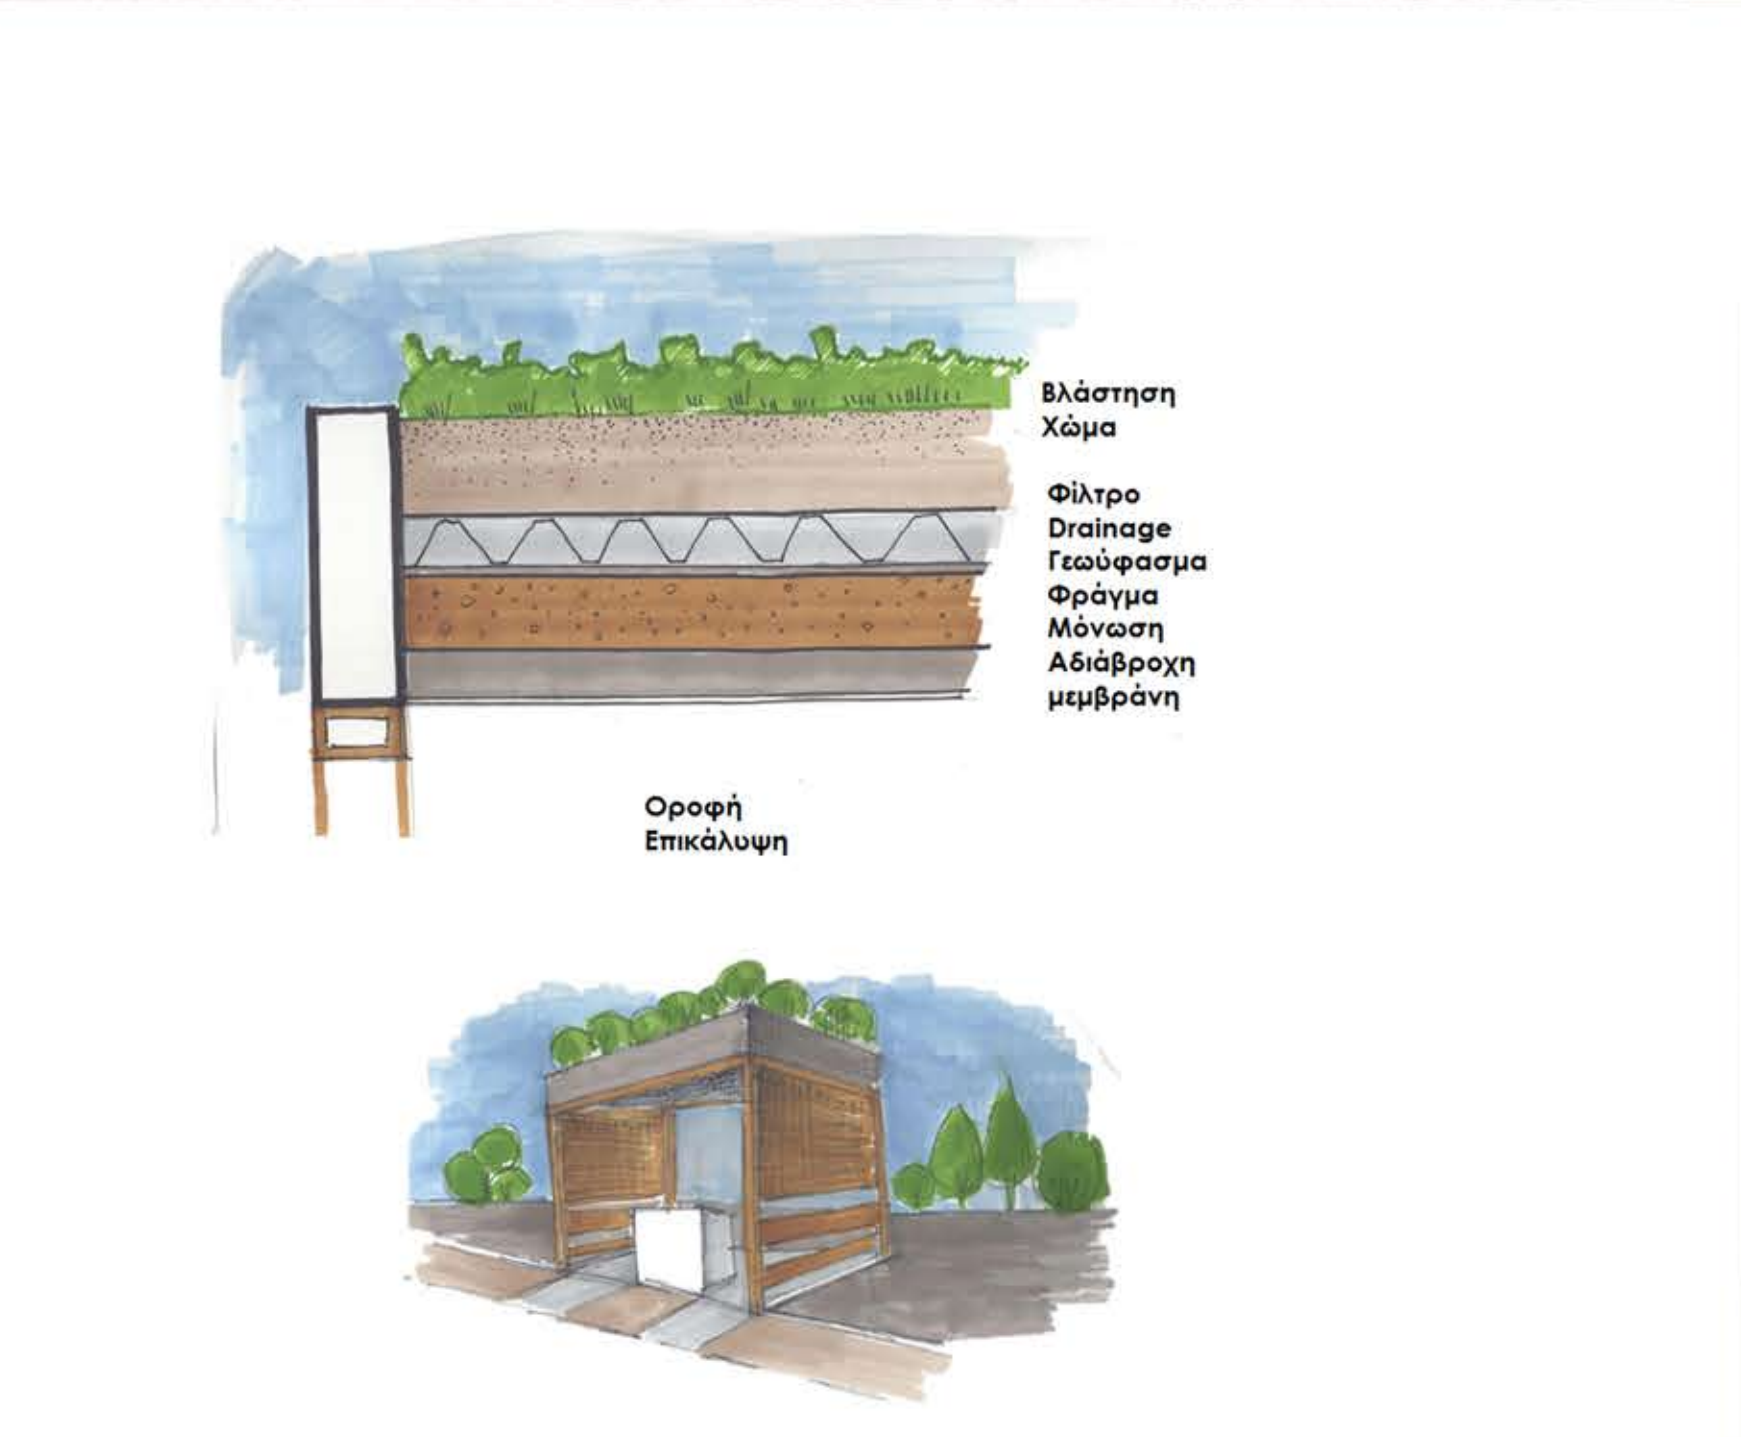 Βλάστηση
Χώμα
Φίλτρο
Drainage
Γεωύφασμα
Φράγμα
Μόνωση
Αδιάβροχη
μεμβράνη
Οροφή
Επικάλυψη